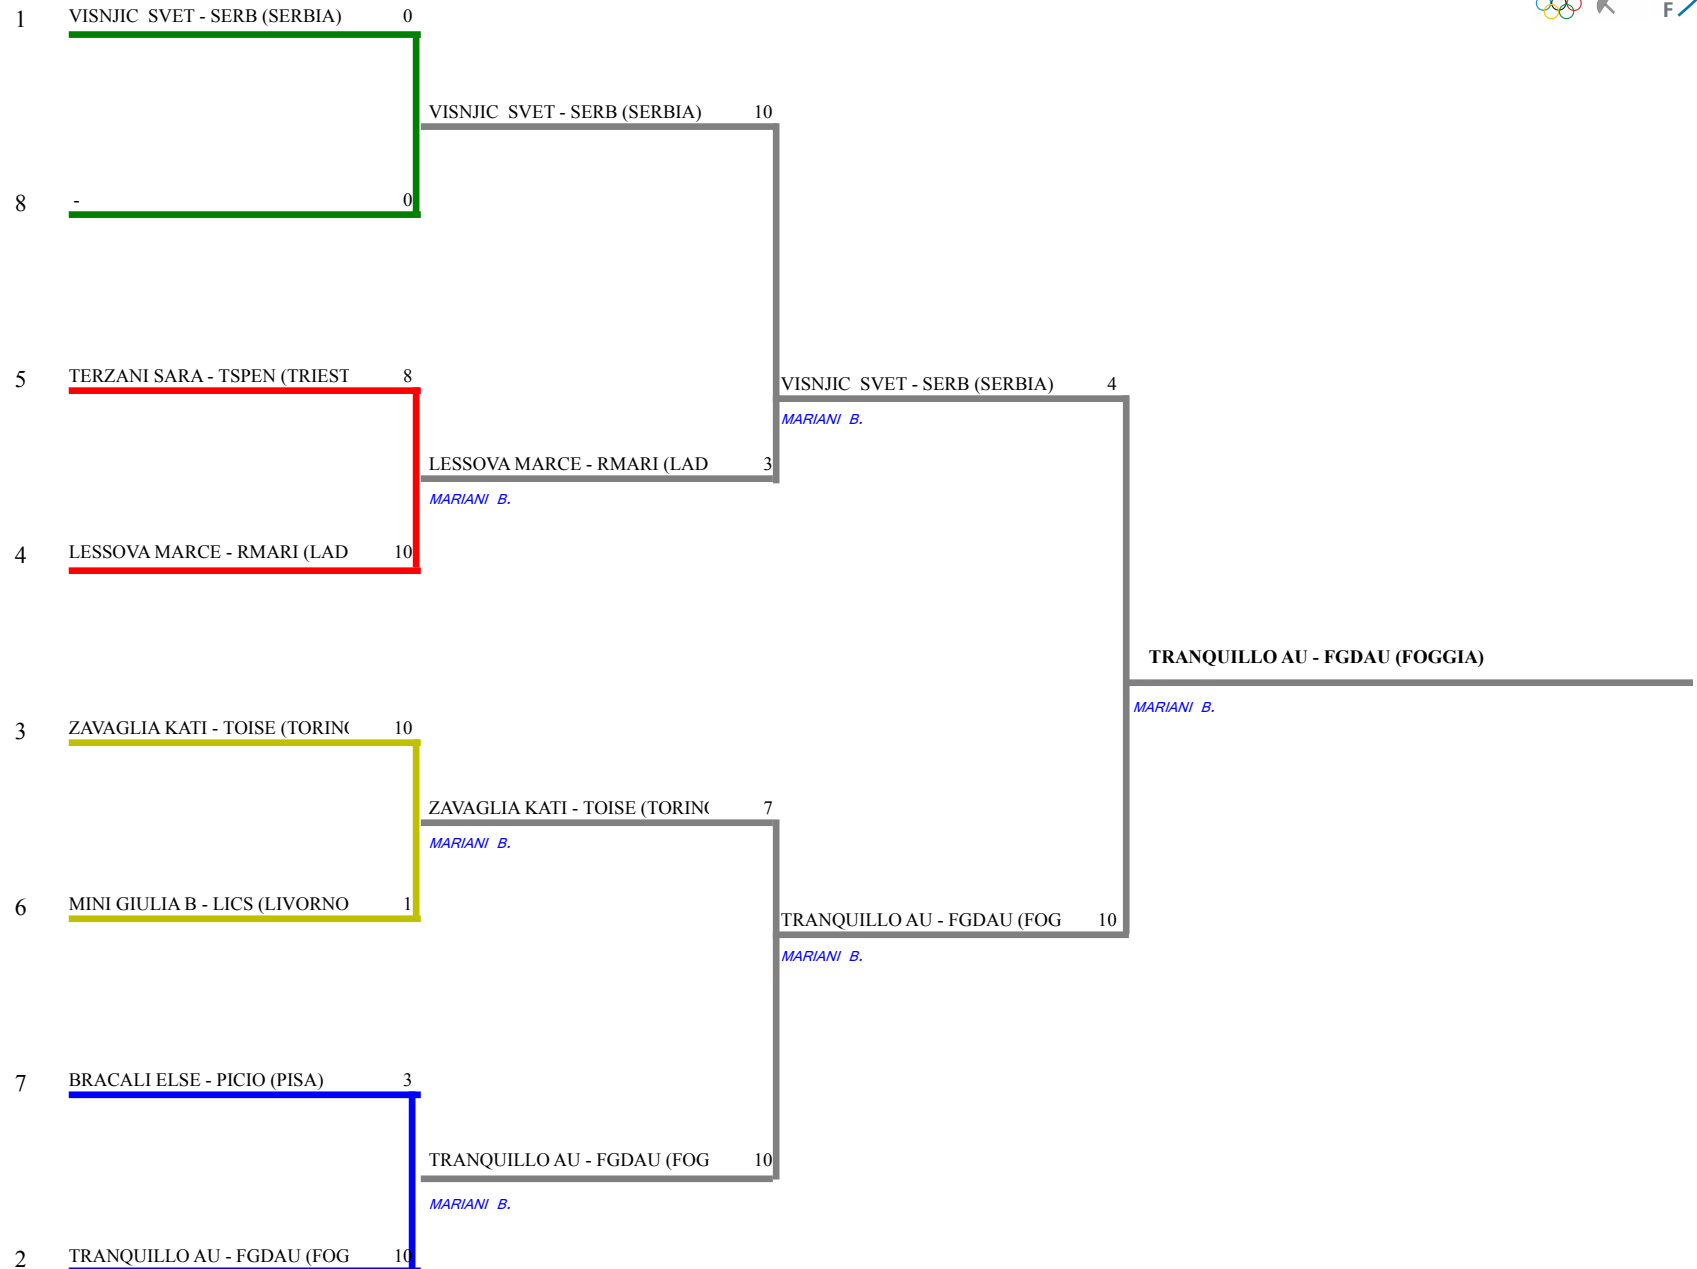 1 VISNJIC SVET - SERB (SERBIA) 0
F
VISNJIC SVET - SERB (SERBIA) 10
8 - 0
5 TERZANI SARA - TSPEN (TRIEST 8
VISNJIC SVET - SERB (SERBIA) 4
MARIANI B.
LESSOVA MARCE - RMARI (LAD 3
MARIANI B.
4 LESSOVA MARCE - RMARI (LAD 10
TRANQUILLO AU - FGDAU (FOGGIA)
MARIANI B.
3 ZAVAGLIA KATI - TOISE (TORINO 10
ZAVAGLIA KATI - TOISE (TORINO 7
MARIANI B.
6 MINI GIULIA B - LICS (LIVORNO 1
TRANQUILLO AU - FGDAU (FOG 10
MARIANI B.
7 BRACALI ELSE - PICIO (PISA) 3
TRANQUILLO AU - FGDAU (FOG 10
MARIANI B.
2 TRANQUILLO AU - FGDAU (FOG 10